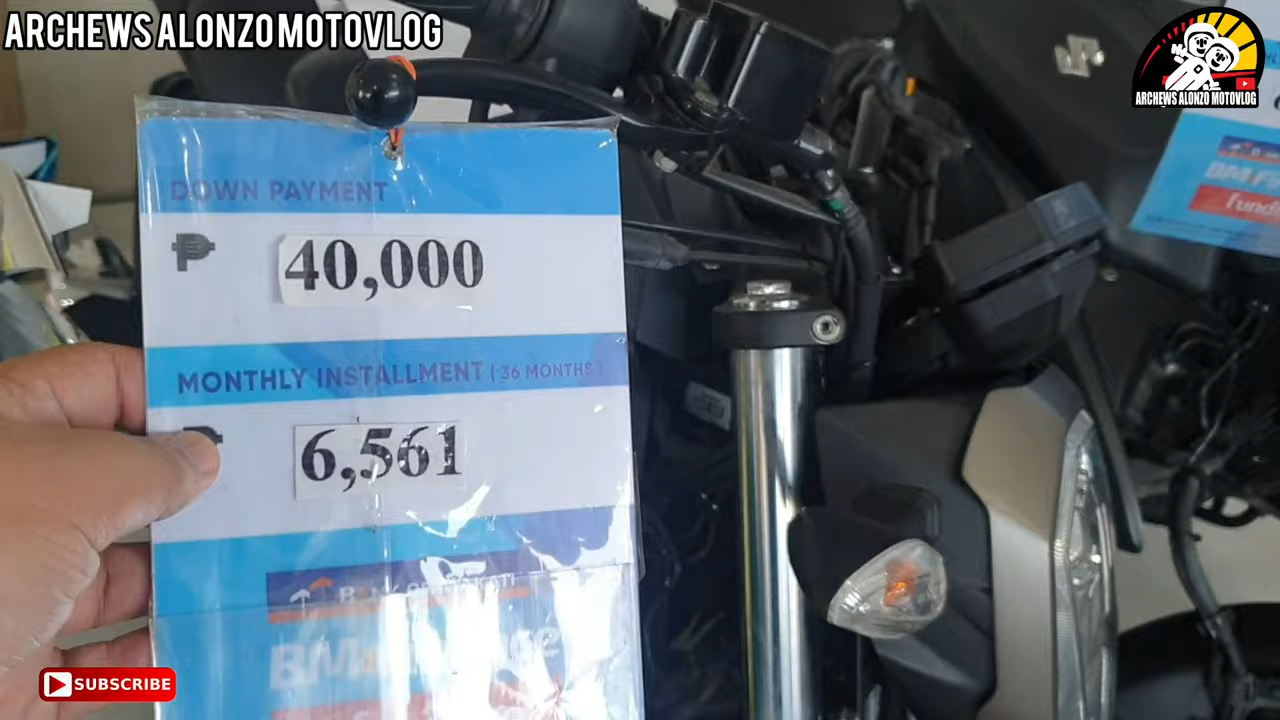 ARCHEWS ALONZO MOTOVLOG
ARCHEWS ALONZO MOTOVLOG
DOWN PAYMENT
₱ 40,000
MONTHLY INSTALLMENT ( 36 MONTHS )
6,561
SUBSCRIBE